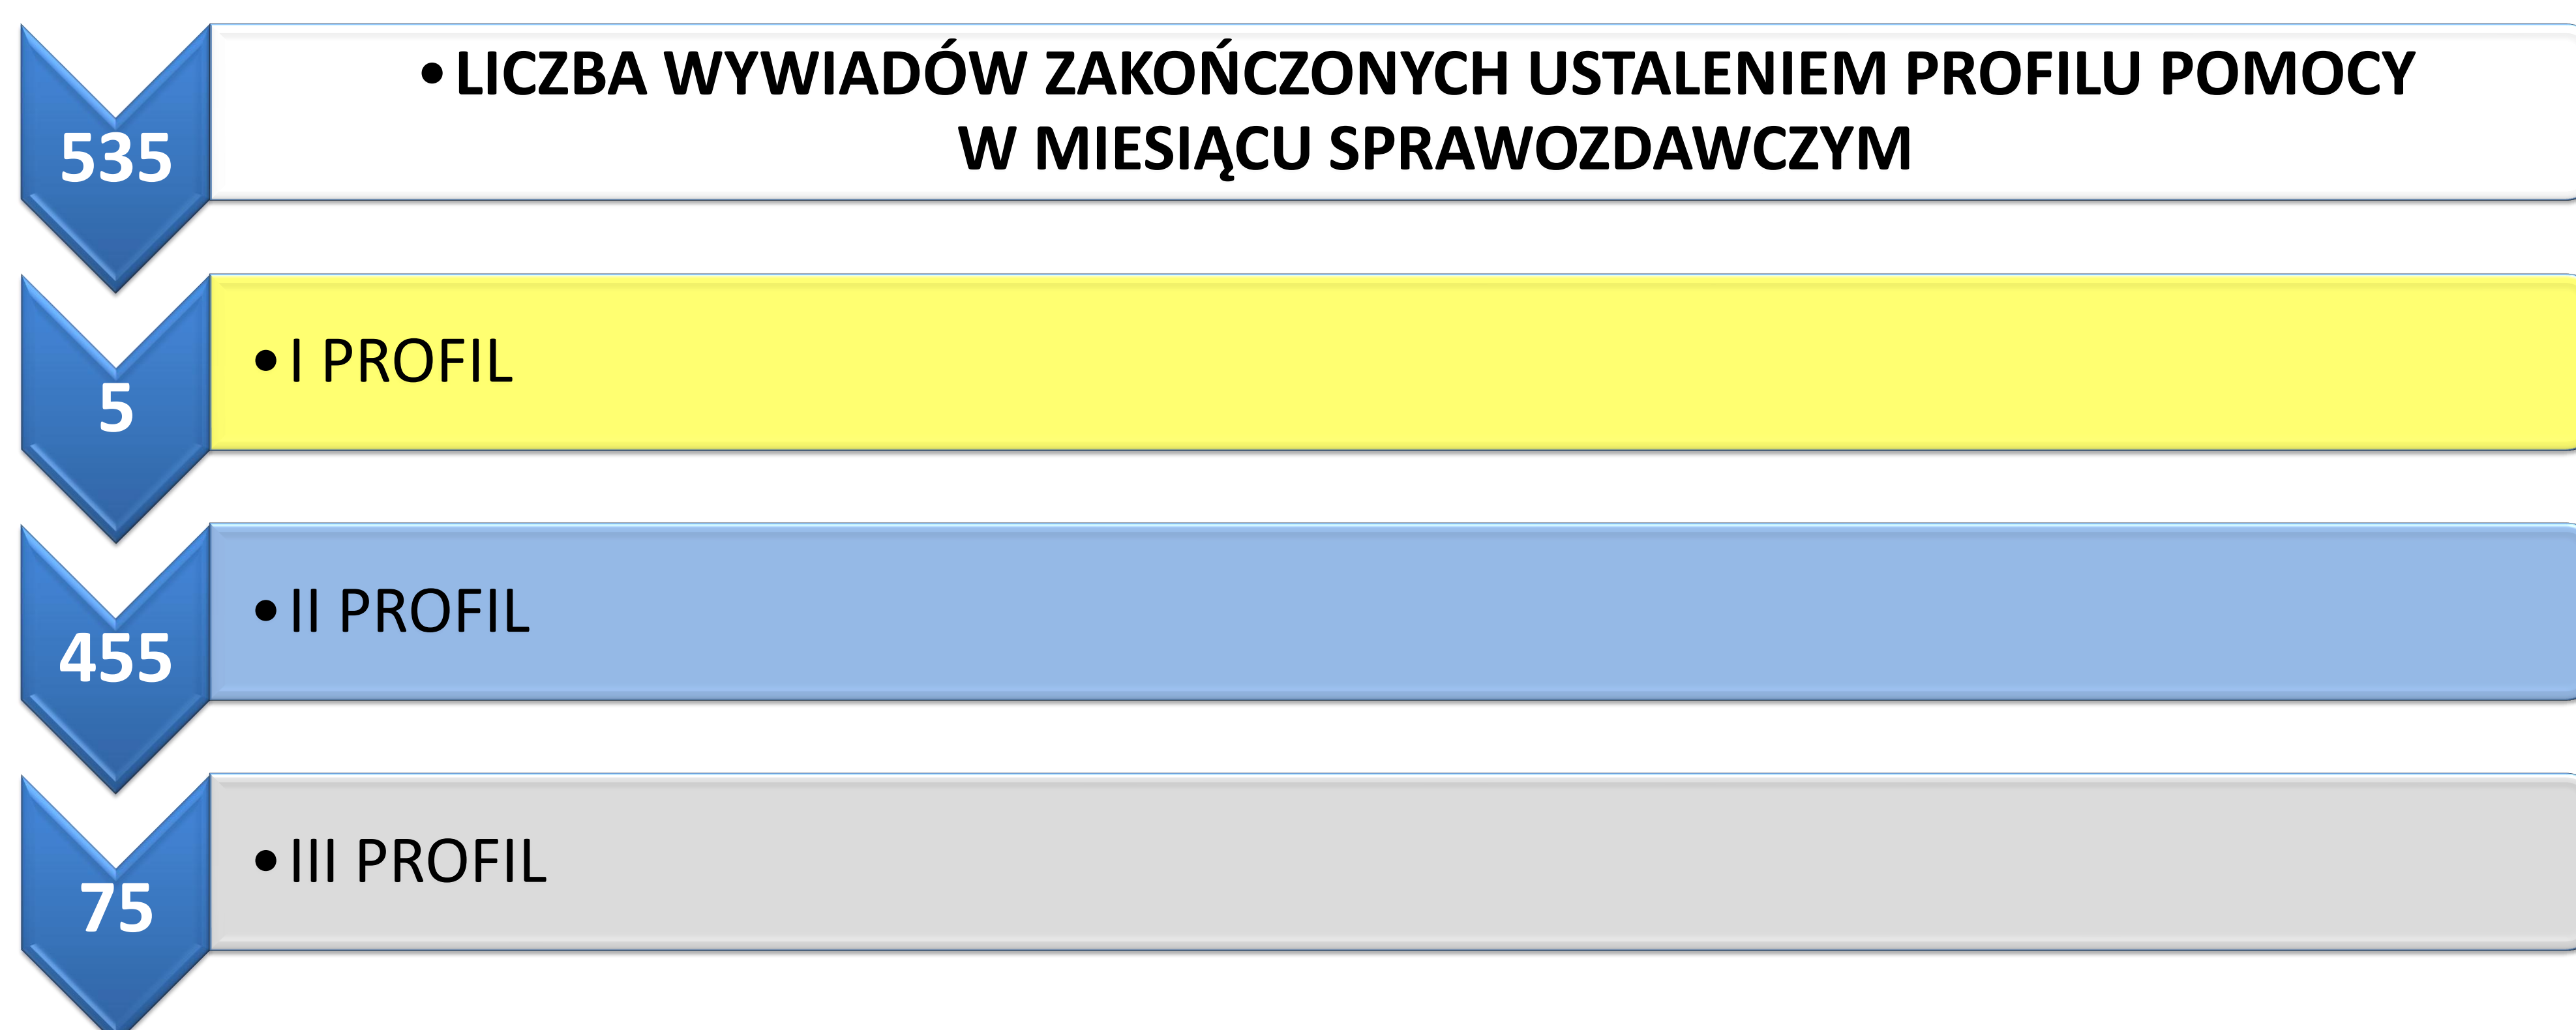 535
•LICZBA WYWIADÓW ZAKOŃCZONYCH USTALENIEM PROFILU POMOCY
W MIESIĄCU SPRAWOZDAWCZYM
5
•I PROFIL
455
•II PROFIL
75
•III PROFIL